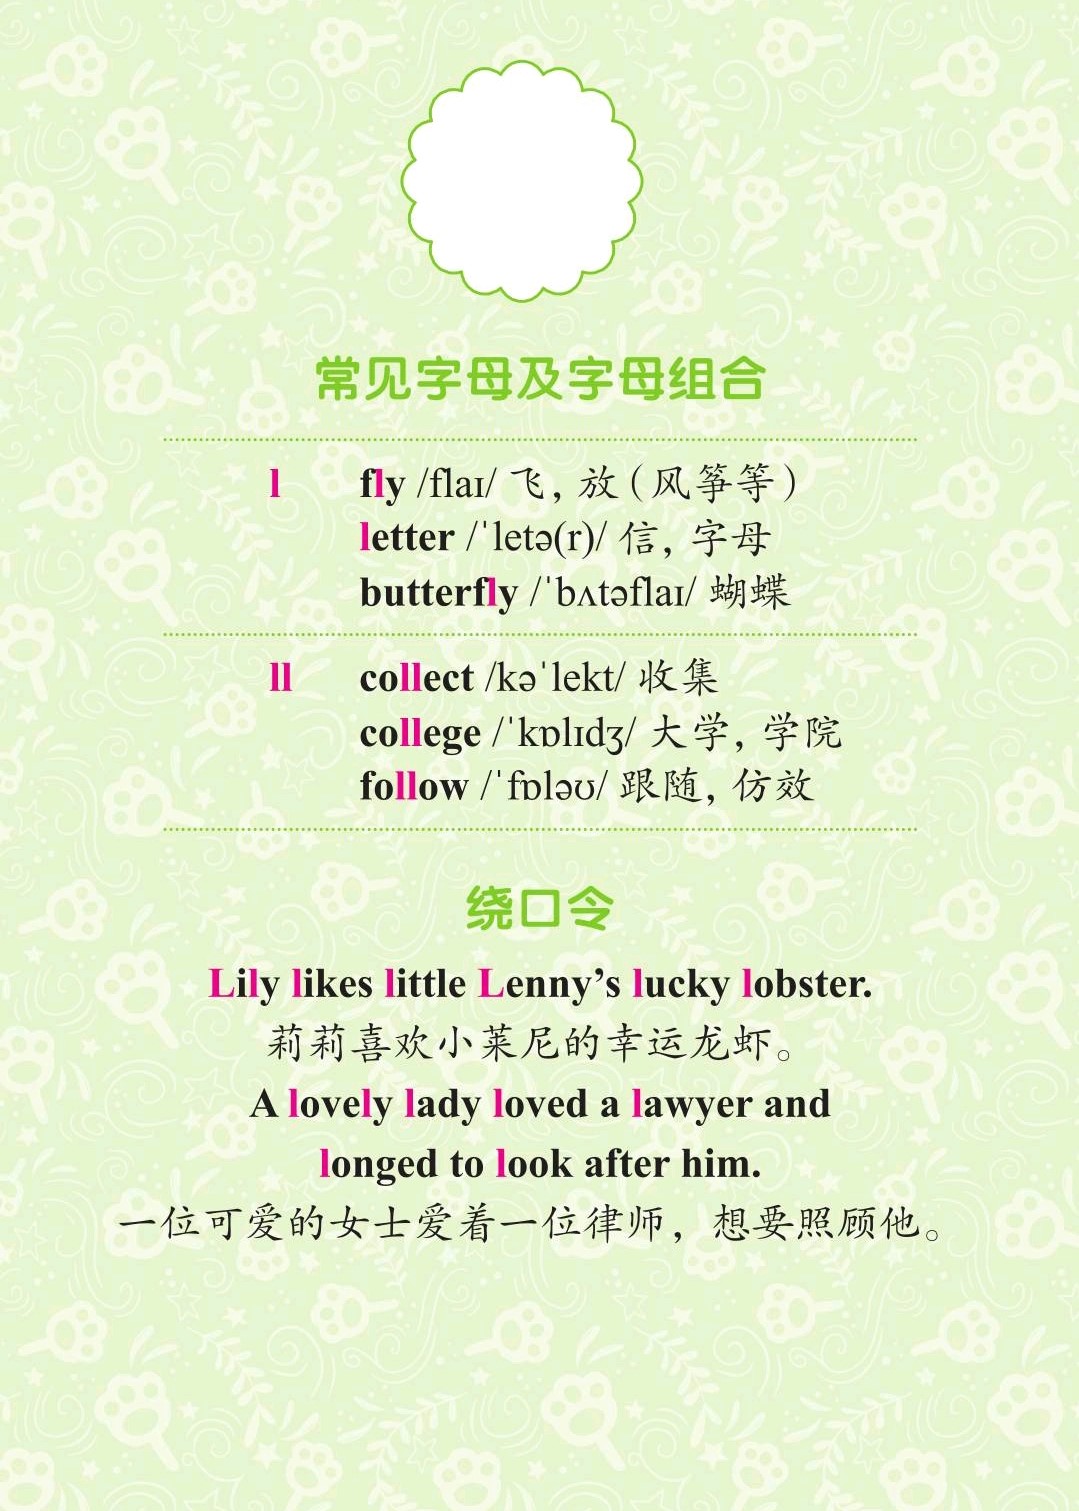 常见字母及字母组合
l fly /flaɪ/ 飞，放（风筝等）
letter /ˈletə(r)/ 信，字母
butterfly /ˈbʌtəflaɪ/ 蝴蝶
ll collect /kəˈlekt/ 收集
college /ˈkɒlɪdʒ/ 大学，学院
follow /ˈfɒləʊ/ 跟随，仿效
绕口令
Lily likes little Lenny’s lucky lobster.
莉莉喜欢小莱尼的幸运龙虾。
A lovely lady loved a lawyer and
longed to look after him.
一位可爱的女士爱着一位律师，想要照顾他。